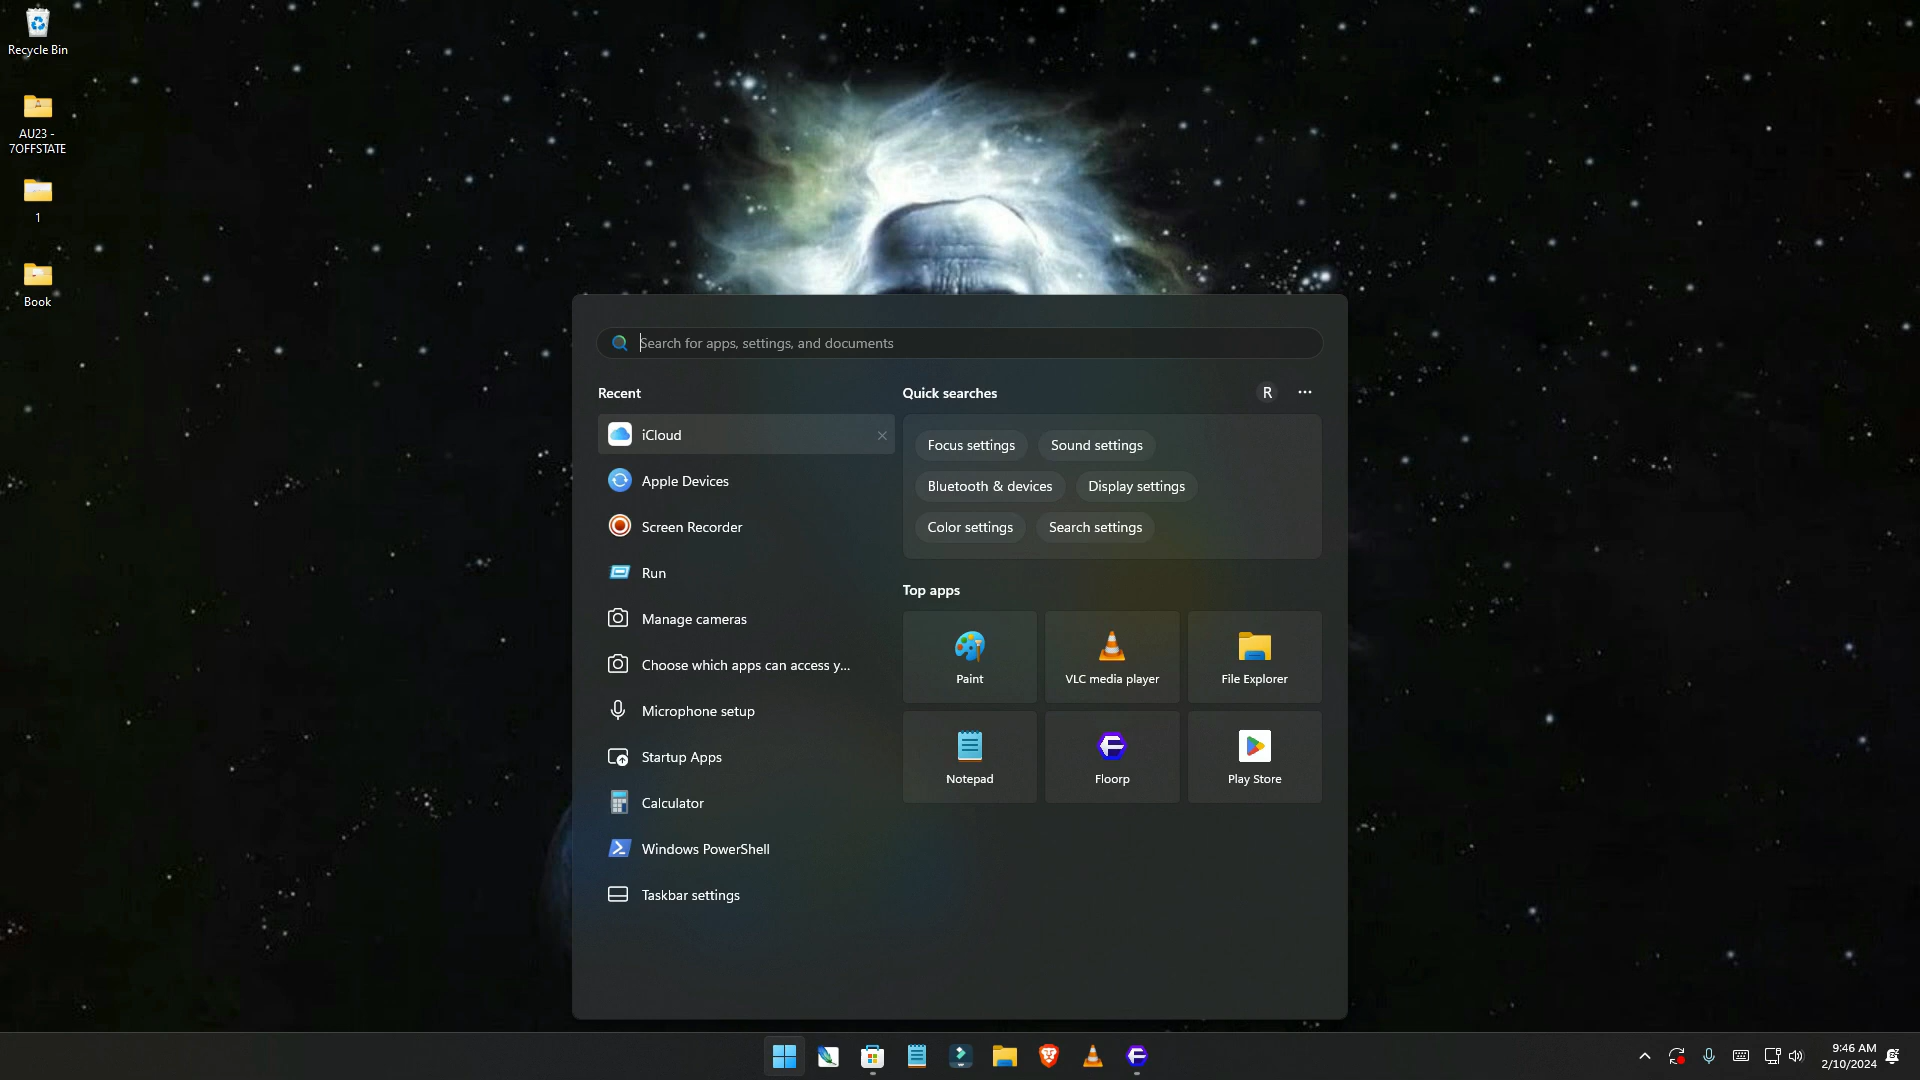 Recycle Bin
AU23 -
7OFFSTATE
1
Book
Search for apps, settings, and documents
Recent
iCloud
Apple Devices
Screen Recorder
Run
Manage cameras
Choose which apps can access y...
Microphone setup
Startup Apps
Calculator
Windows PowerShell
Taskbar settings
Quick searches
R
Focus settings
Sound settings
Bluetooth & devices
Display settings
Color settings
Search settings
Top apps
Paint
VLC media player
File Explorer
Notepad
Floorp
Play Store
9:46 AM
2/10/2024